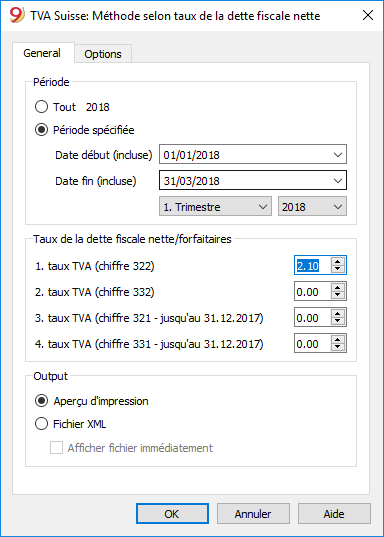 9 TVA Suisse: Méthode selon taux de la dette fiscale nette
General Options
Période
Tout 2018
Période spécifiée
Date début (incluse) 01/01/2018
Date fin (incluse) 31/03/2018
1. Trimestre 2018
Taux de la dette fiscale nette/forfaitaires
1. taux TVA (chiffre 322) 2.10
2. taux TVA (chiffre 332) 0.00
3. taux TVA (chiffre 321 - jusqu'au 31.12.2017) 0.00
4. taux TVA (chiffre 331 - jusqu'au 31.12.2017) 0.00
Output
Aperçu d'impression
Fichier XML
Afficher fichier immédiatement
OK Annuler Aide